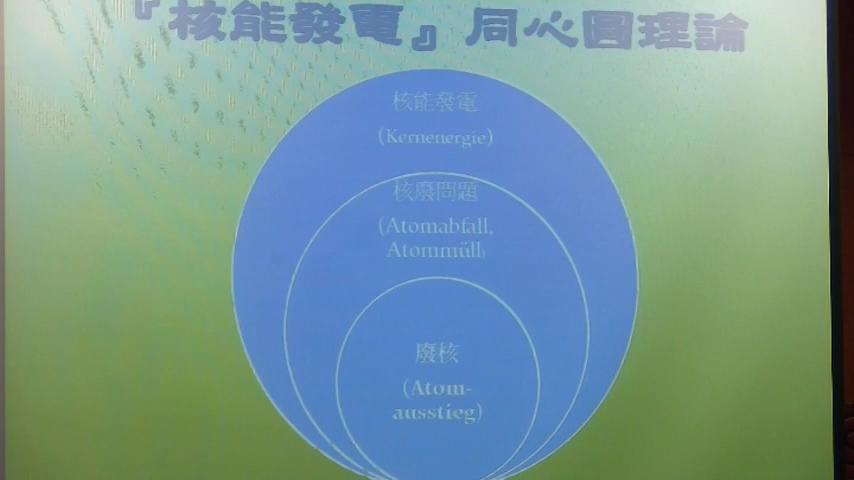 『核能發電』同心圓理論
核能發電
(Kernenergie)
核廢問題
(Atomabfall,
Atommüll)
廢核
(Atom-
ausstieg)